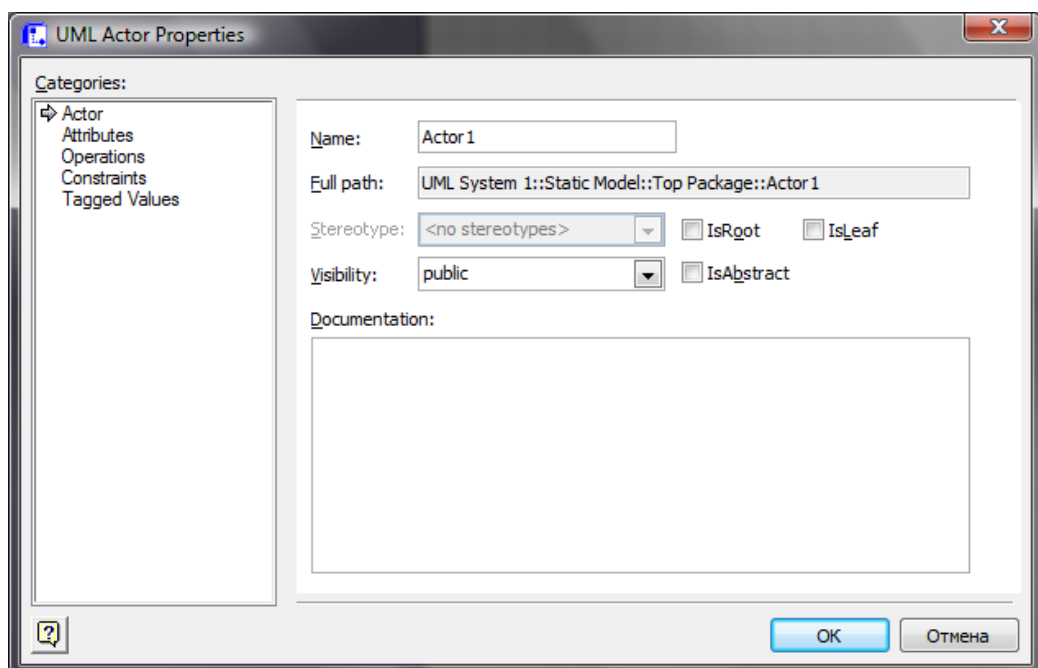 UML Actor Properties
Categories:
Actor
Attributes
Operations
Constraints
Tagged Values
Name: Actor1
Full path: UML System 1::Static Model::Top Package::Actor1
Stereotype: <no stereotypes> IsRoot IsLeaf
Visibility: public IsAbstract
Documentation:
OK Отмена